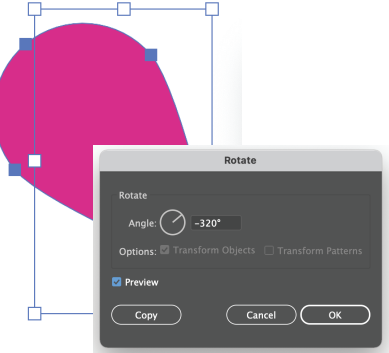 Rotate
Rotate
Angle: -320°
Options: Transform Objects Transform Patterns
Preview
Copy Cancel OK